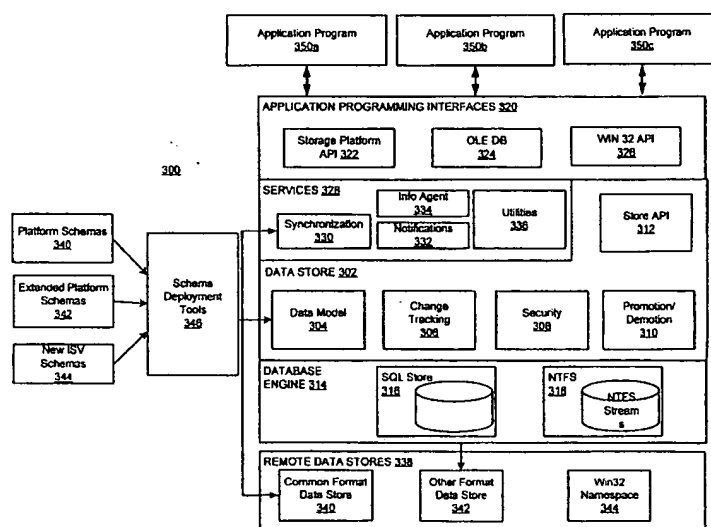 Application Program
350a
Application Program
350b
Application Program
350c
APPLICATION PROGRAMMING INTERFACES 320
Storage Platform
API 322
OLE DB
324
WIN 32 API
326
300
SERVICES 328
Info Agent
334
Synchronization
330
Notifications
332
Utilities
336
Store API
312
Platform Schemas
340
Extended Platform
Schemas
342
New ISV
Schemas
344
Schema
Deployment
Tools
346
DATA STORE 302
Data Model
304
Change
Tracking
306
Security
308
Promotion/
Demotion
310
DATABASE
ENGINE 314
SQL Store
316
NTFS
318
NTFS
Stream
s
REMOTE DATA STORES 338
Common Format
Data Store
340
Other Format
Data Store
342
Win32
Namespace
344